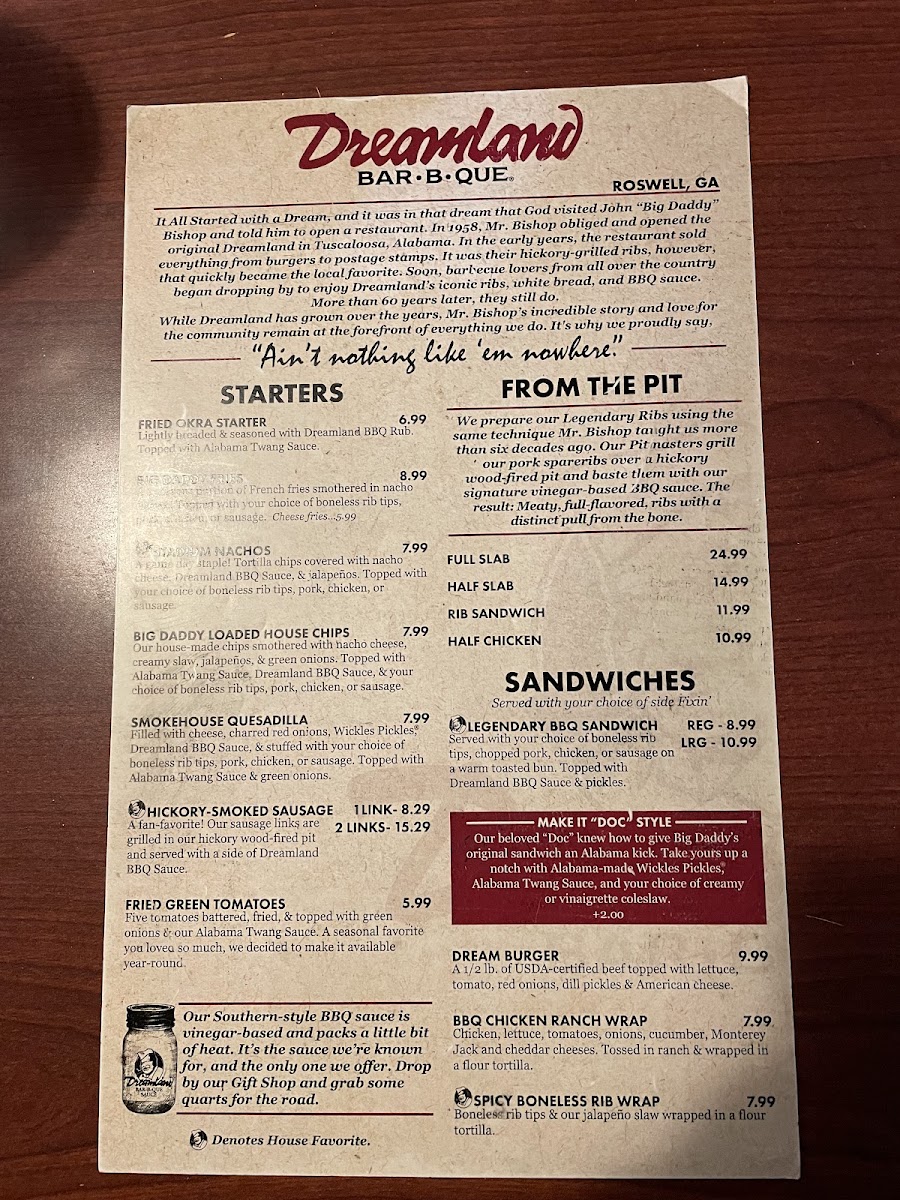 Dreamland
BAR·B·QUE®
ROSWELL, GA
It All Started with a Dream, and it was in that dream that God visited John "Big Daddy"
Bishop and told him to open a restaurant. In 1958, Mr. Bishop obliged and opened the
original Dreamland in Tuscaloosa, Alabama. In the early years, the restaurant sold
everything from burgers to postage stamps. It was their hickory-grilled ribs, however,
that quickly became the local favorite. Soon, barbecue lovers from all over the country
began dropping by to enjoy Dreamland's iconic ribs, white bread, and BBQ sauce.
More than 60 years later, they still do.
While Dreamland has grown over the years, Mr. Bishop's incredible story and love for
the community remain at the forefront of everything we do. It's why we proudly say,
"Ain't nothing like 'em nowhere."
STARTERS
FRIED OKRA STARTER 6.99
Lightly breaded & seasoned with Dreamland BBQ Rub.
Topped with Alabama Twang Sauce.
BIG DADDY FRIES 8.99
portion of French fries smothered in nacho
Topped with your choice of boneless rib tips,
or sausage. Cheese fries...5.99
STADIUM NACHOS 7.99
A game day staple! Tortilla chips covered with nacho
cheese, Dreamland BBQ Sauce, & jalapeños. Topped with
your choice of boneless rib tips, pork, chicken, or
sausage.
BIG DADDY LOADED HOUSE CHIPS 7.99
Our house-made chips smothered with nacho cheese,
creamy slaw, jalapeños, & green onions. Topped with
Alabama Twang Sauce, Dreamland BBQ Sauce, & your
choice of boneless rib tips, pork, chicken, or sausage.
SMOKEHOUSE QUESADILLA 7.99
Filled with cheese, charred red onions, Wickles Pickles,®
Dreamland BBQ Sauce, & stuffed with your choice of
boneless rib tips, pork, chicken, or sausage. Topped with
Alabama Twang Sauce & green onions.
HICKORY-SMOKED SAUSAGE 1 LINK- 8.29
A fan-favorite! Our sausage links are 2 LINKS- 15.29
grilled in our hickory wood-fired pit
and served with a side of Dreamland
BBQ Sauce.
FRIED GREEN TOMATOES 5.99
Five tomatoes battered, fried, & topped with green
onions & our Alabama Twang Sauce. A seasonal favorite
you loved so much, we decided to make it available
year-round.
Dreamland
BAR-B-QUE
SAUCE
Our Southern-style BBQ sauce is
vinegar-based and packs a little bit
of heat. It's the sauce we're known
for, and the only one we offer. Drop
by our Gift Shop and grab some
quarts for the road.
Denotes House Favorite.
FROM THE PIT
We prepare our Legendary Ribs using the
same technique Mr. Bishop taught us more
than six decades ago. Our Pit masters grill
our pork spareribs over a hickory
wood-fired pit and baste them with our
signature vinegar-based BBQ sauce. The
result: Meaty, full-flavored, ribs with a
distinct pull from the bone.
FULL SLAB 24.99
HALF SLAB 14.99
RIB SANDWICH 11.99
HALF CHICKEN 10.99
SANDWICHES
Served with your choice of side Fixin'
LEGENDARY BBQ SANDWICH REG - 8.99
Served with your choice of boneless rib LRG - 10.99
tips, chopped pork, chicken, or sausage on
a warm toasted bun. Topped with
Dreamland BBQ Sauce & pickles.
MAKE IT "DOC" STYLE
Our beloved "Doc" knew how to give Big Daddy's
original sandwich an Alabama kick. Take yours up a
notch with Alabama-made Wickles Pickles,®
Alabama Twang Sauce, and your choice of creamy
or vinaigrette coleslaw.
+2.00
DREAM BURGER 9.99
A 1/2 lb. of USDA-certified beef topped with lettuce,
tomato, red onions, dill pickles & American cheese.
BBQ CHICKEN RANCH WRAP 7.99
Chicken, lettuce, tomatoes, onions, cucumber, Monterey
Jack and cheddar cheeses. Tossed in ranch & wrapped in
a flour tortilla.
SPICY BONELESS RIB WRAP 7.99
Boneless rib tips & our jalapeño slaw wrapped in a flour
tortilla.